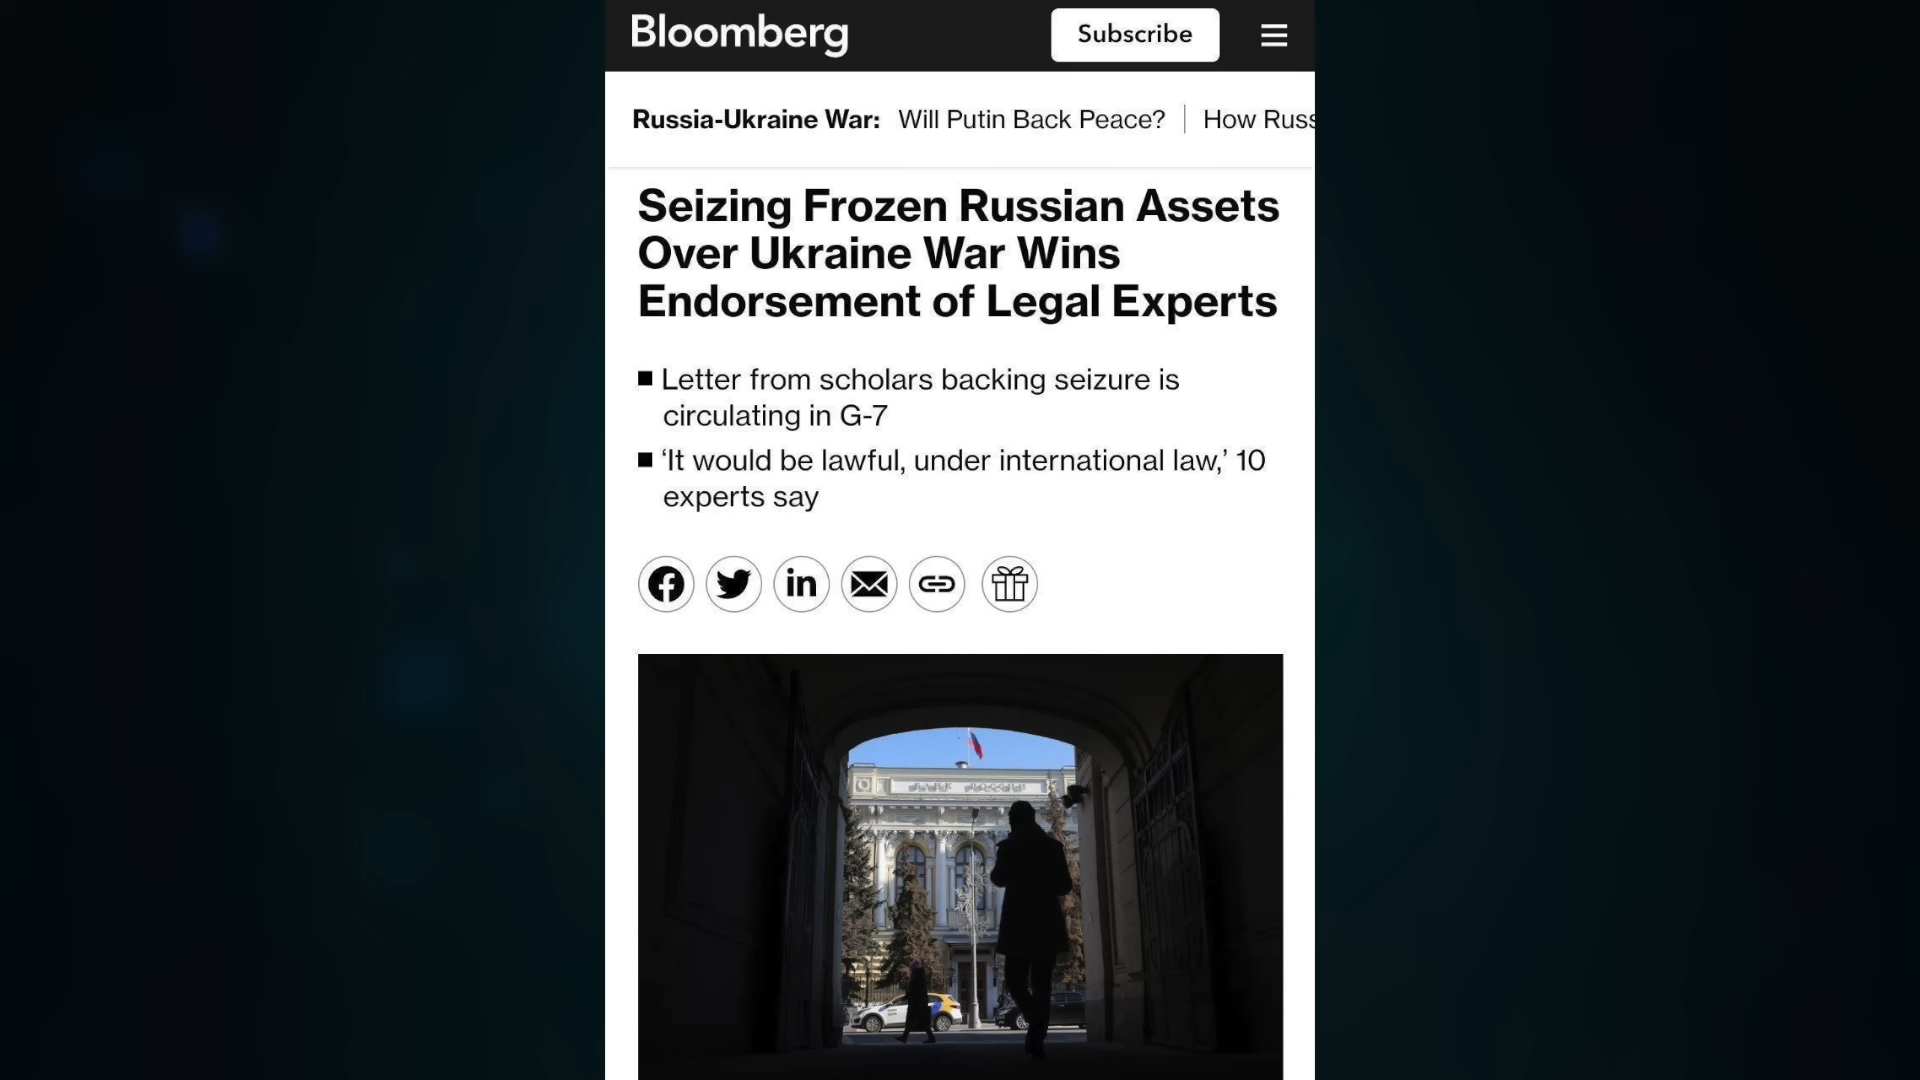 Bloomberg
Subscribe
Russia-Ukraine War: Will Putin Back Peace? How Russ
Seizing Frozen Russian Assets
Over Ukraine War Wins
Endorsement of Legal Experts
Letter from scholars backing seizure is
circulating in G-7
‘It would be lawful, under international law,’ 10
experts say